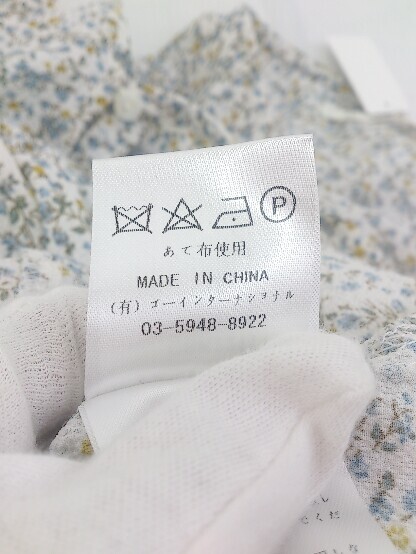 P
あて布使用
MADE IN CHINA
(有)ゴーインターナショナル
03-5948-8922